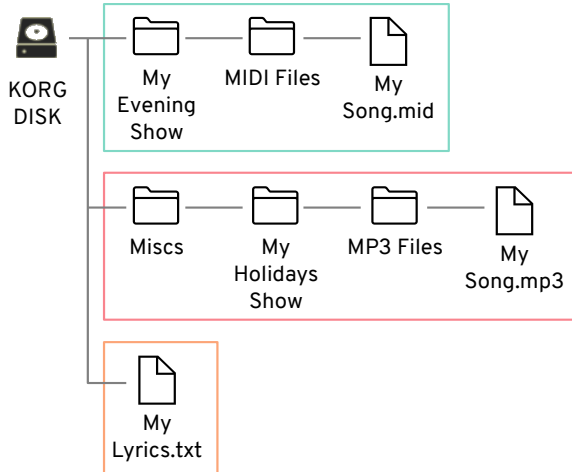 KORG
DISK
My
Evening
Show
MIDI Files
My
Song.mid
Miscs
My
Holidays
Show
MP3 Files
My
Song.mp3
My
Lyrics.txt